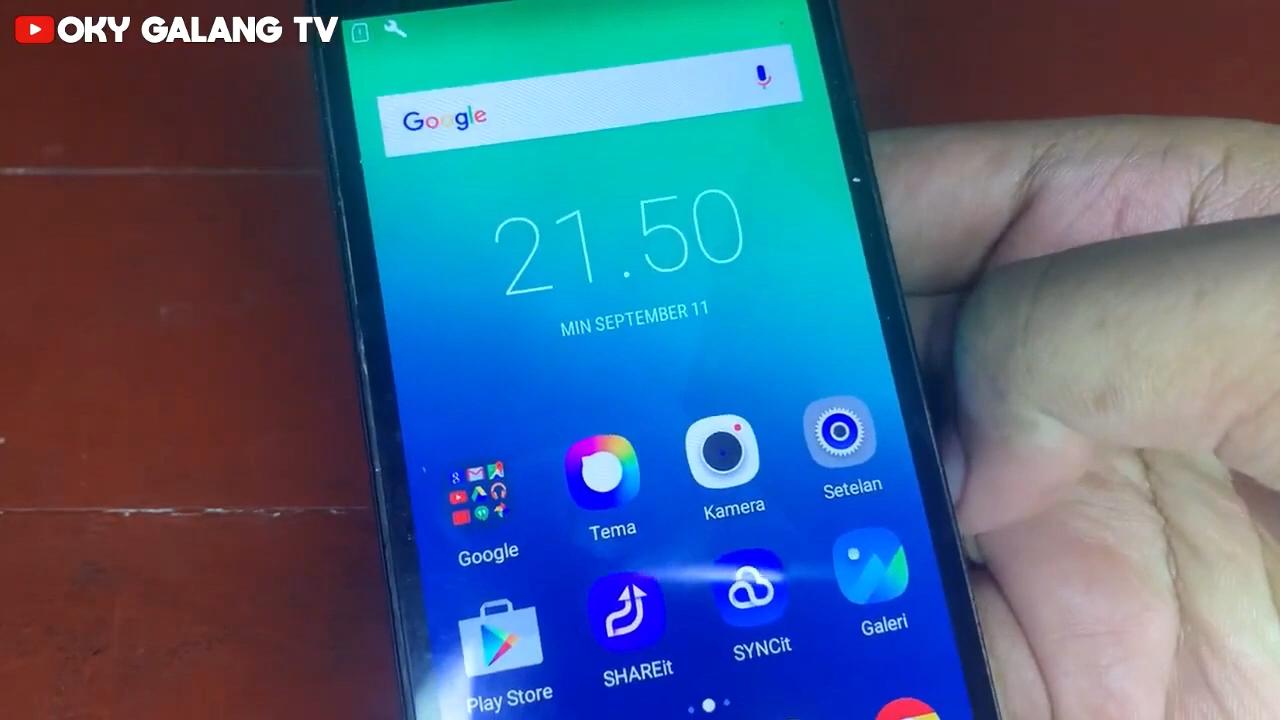 OKY GALANG TV
Google
21.50
MIN SEPTEMBER 11
Google
Tema
Kamera
Setelan
Play Store
SHAREit
SYNCit
Galeri